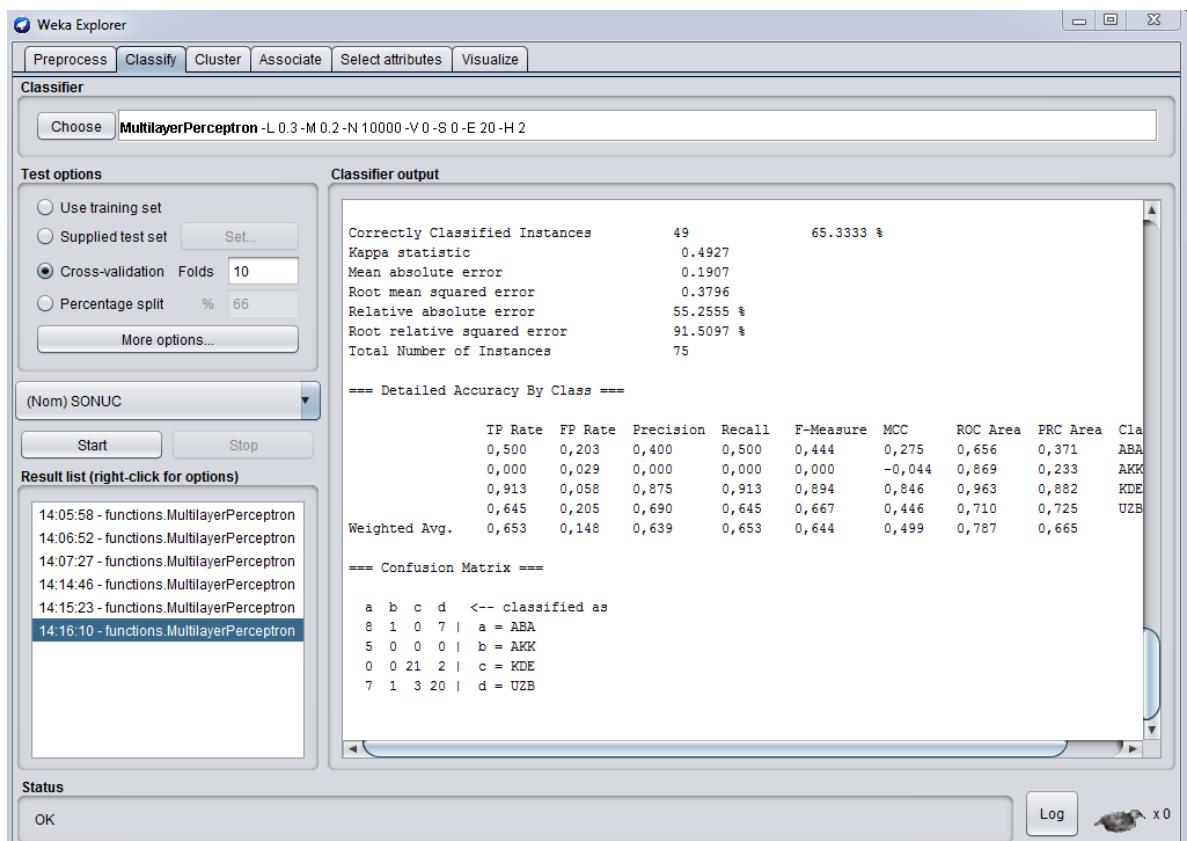 Weka Explorer
Preprocess Classify Cluster Associate Select attributes Visualize
Classifier
Choose MultilayerPerceptron -L 0.3 -M 0.2 -N 10000 -V 0 -S 0 -E 20 -H 2
Test options
Use training set
Supplied test set Set...
Cross-validation Folds 10
Percentage split % 66
More options...
(Nom) SONUC
Start Stop
Result list (right-click for options)
14:05:58 - functions.MultilayerPerceptron
14:06:52 - functions.MultilayerPerceptron
14:07:27 - functions.MultilayerPerceptron
14:14:46 - functions.MultilayerPerceptron
14:15:23 - functions.MultilayerPerceptron
14:16:10 - functions.MultilayerPerceptron
Classifier output
Correctly Classified Instances 49 65.3333 %
Kappa statistic 0.4927
Mean absolute error 0.1907
Root mean squared error 0.3796
Relative absolute error 55.2555 %
Root relative squared error 91.5097 %
Total Number of Instances 75
=== Detailed Accuracy By Class ===
TP Rate FP Rate Precision Recall F-Measure MCC ROC Area PRC Area Cla
0,500 0,203 0,400 0,500 0,444 0,275 0,656 0,371 ABA
0,000 0,029 0,000 0,000 0,000 -0,044 0,869 0,233 AKK
0,913 0,058 0,875 0,913 0,894 0,846 0,963 0,882 KDE
0,645 0,205 0,690 0,645 0,667 0,446 0,710 0,725 UZB
Weighted Avg. 0,653 0,148 0,639 0,653 0,644 0,499 0,787 0,665
=== Confusion Matrix ===
a b c d <-- classified as
8 1 0 7 | a = ABA
5 0 0 0 | b = AKK
0 0 21 2 | c = KDE
7 1 3 20 | d = UZB
Status
OK
Log
x 0